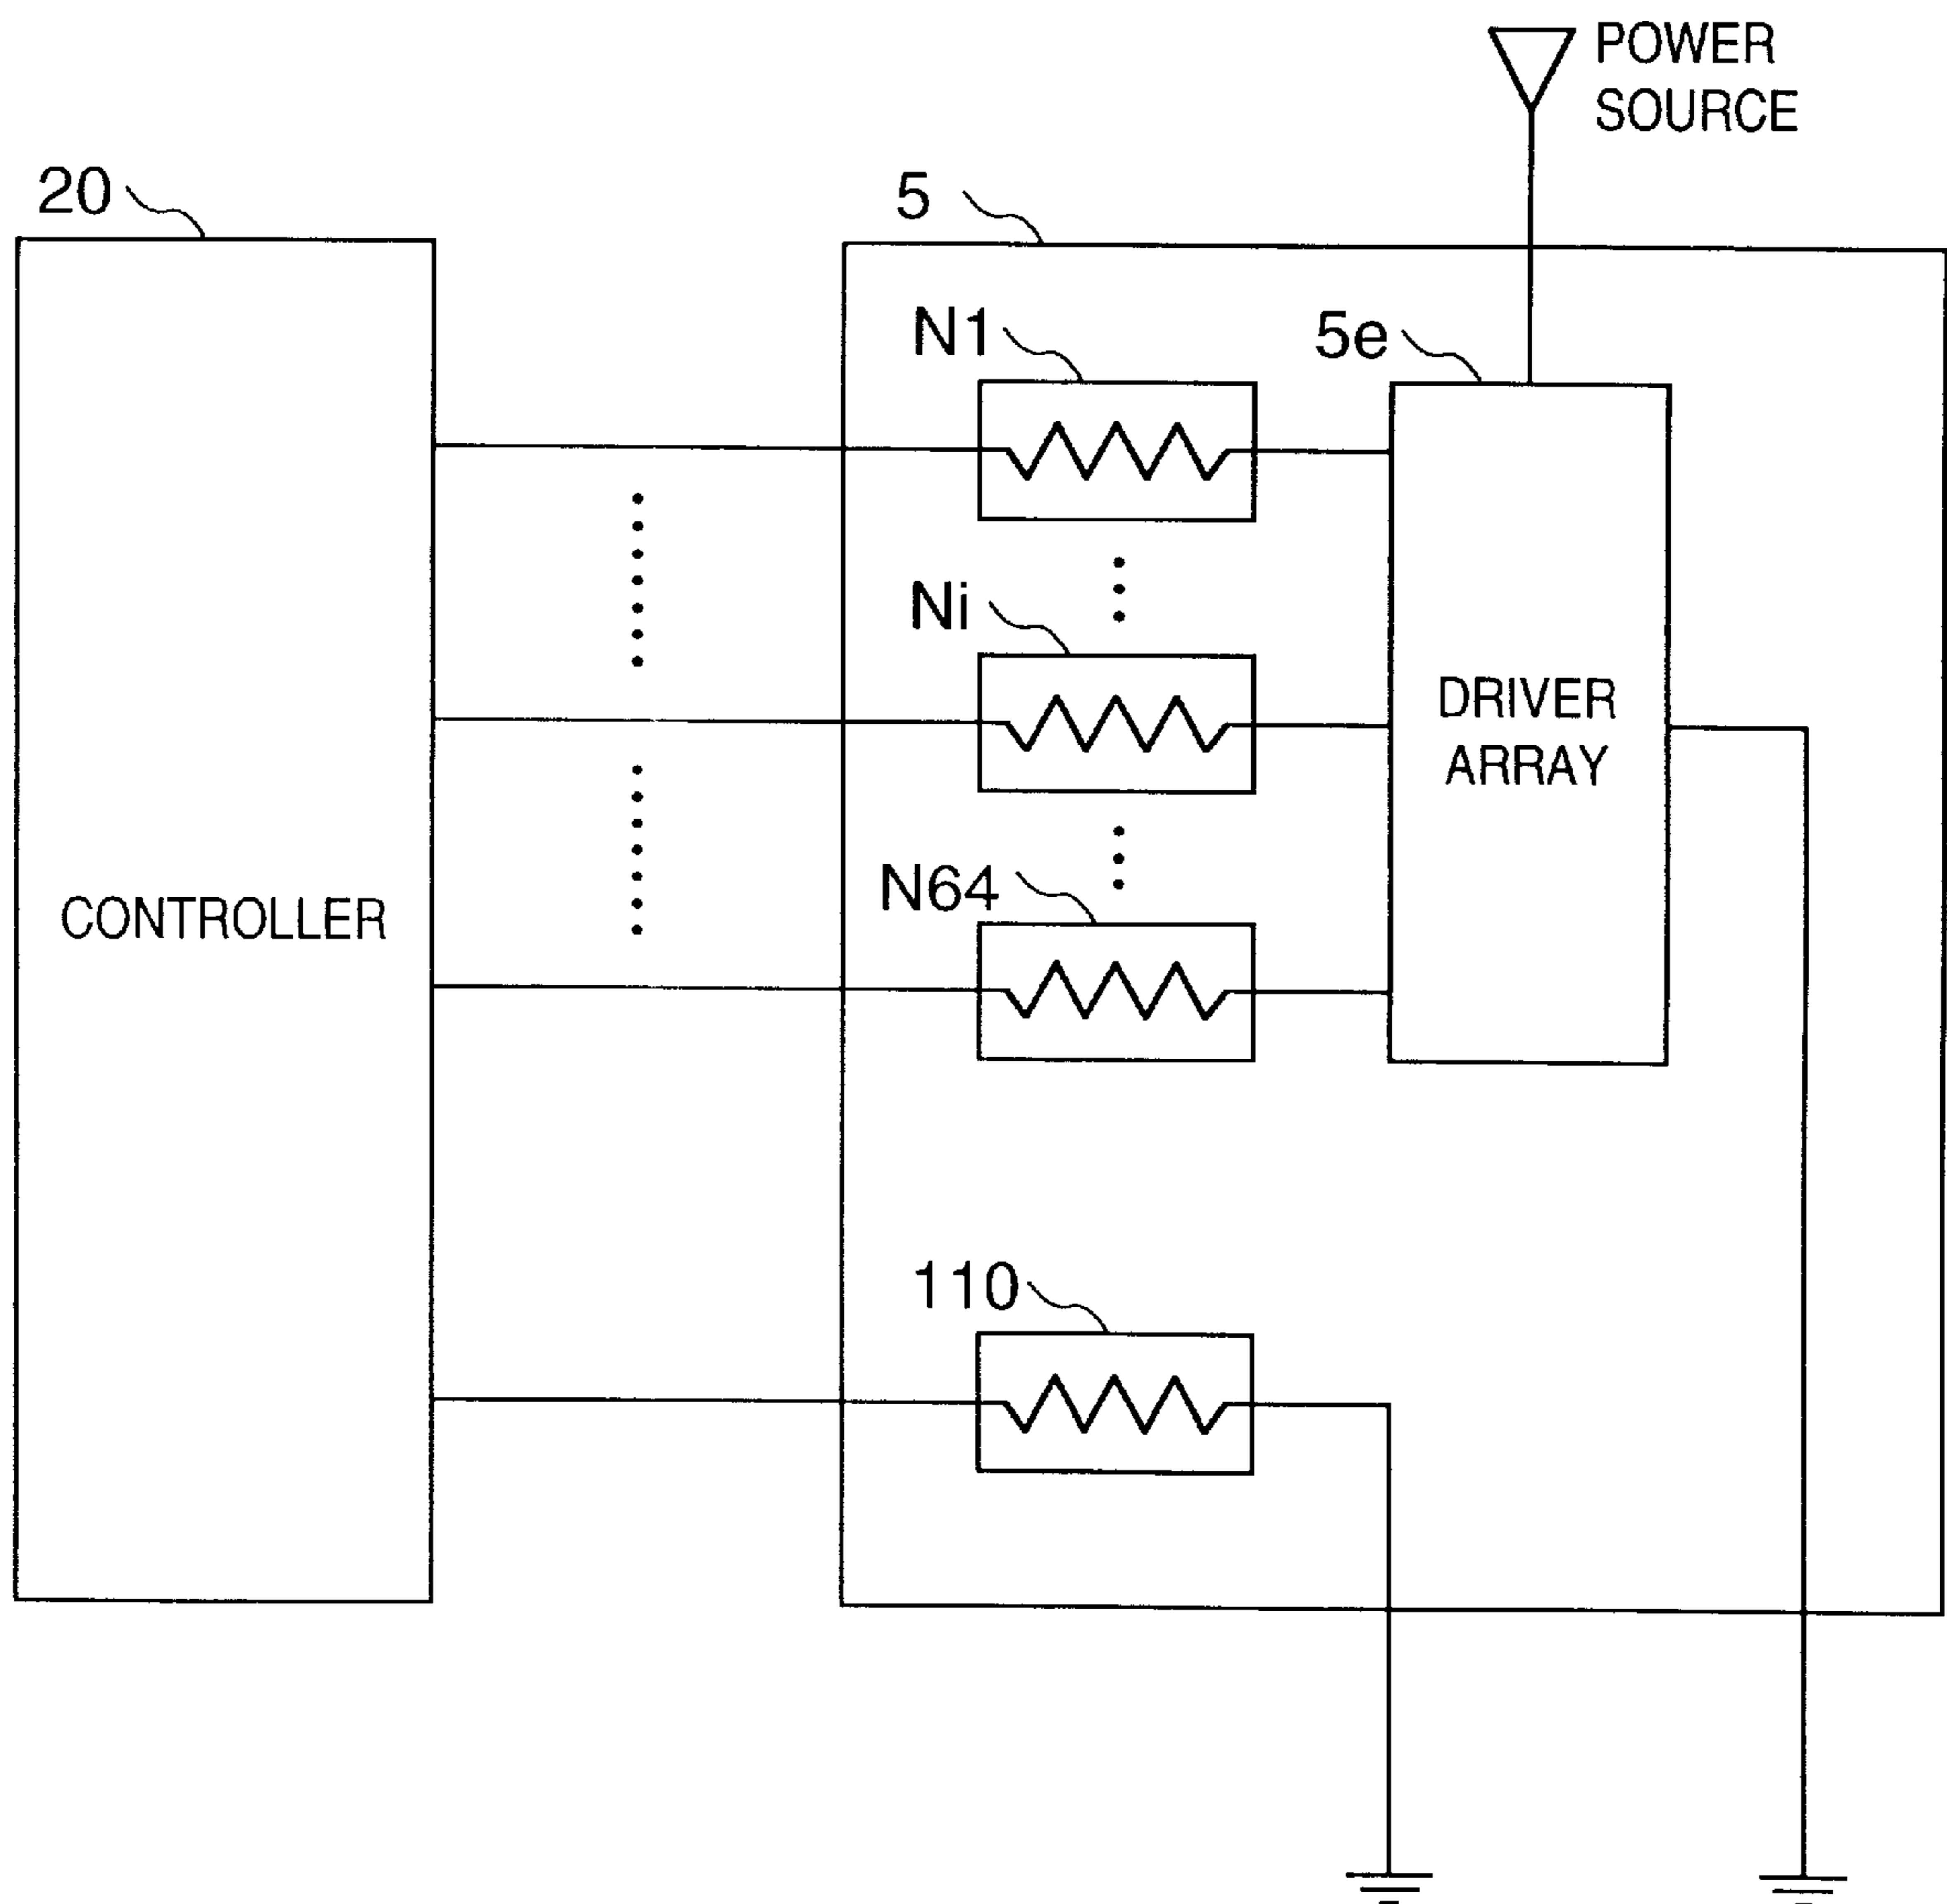 POWER
SOURCE
20
5
N1
5e
Ni
DRIVER
ARRAY
N64
CONTROLLER
110